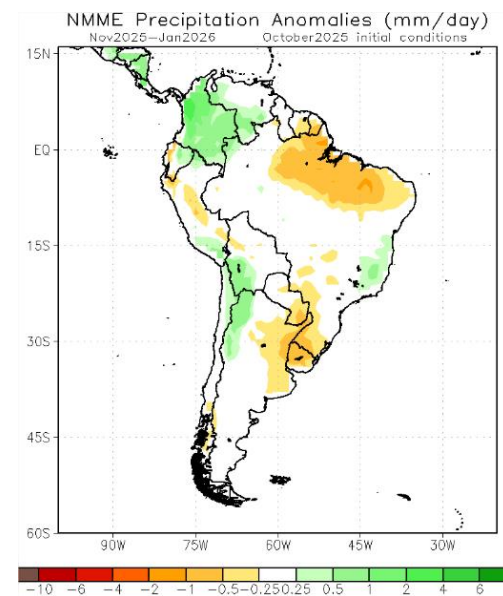 NMME Precipitation Anomalies (mm/day)
Nov2025–Jan2026 October2025 initial conditions
15N
EQ
15S
30S
45S
60S
90W 75W 60W 45W 30W
-10 -6 -4 -2 -1 -0.5 -0.25 0.25 0.5 1 2 4 6